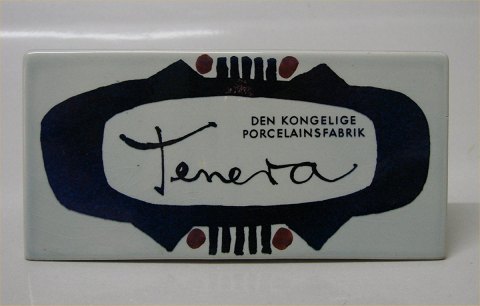 DEN KONGELIGE
PORCELAINSFABRIK
Tenera